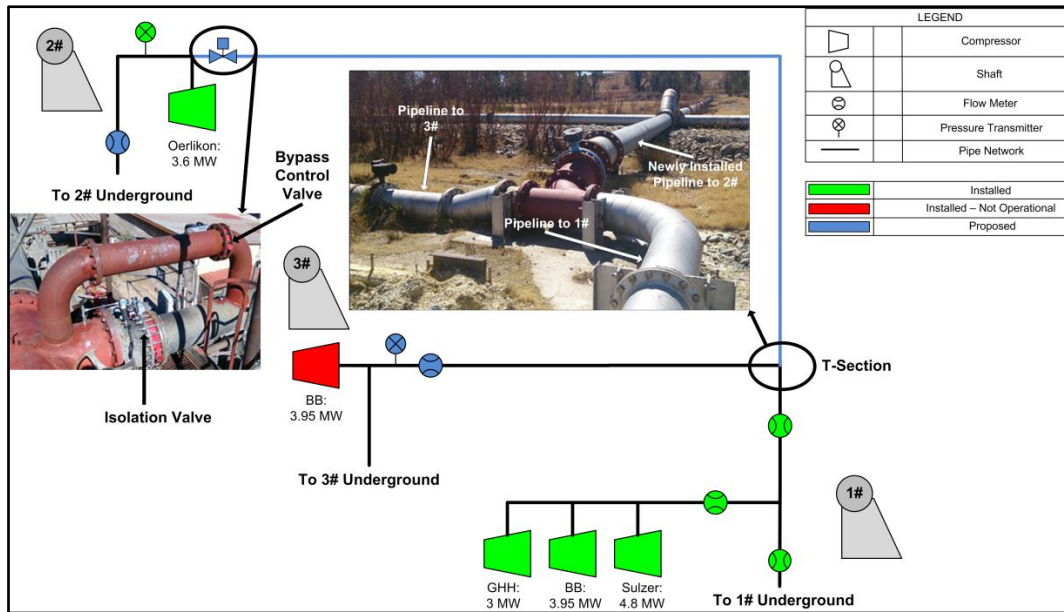 2#
Oerlikon:
3.6 MW
To 2# Underground
Bypass
Control
Valve
Isolation Valve
3#
BB:
3.95 MW
To 3# Underground
Pipeline to
3#
Newly Installed
Pipeline to 2#
Pipeline to 1#
T-Section
GHH:
3 MW
BB:
3.95 MW
Sulzer:
4.8 MW
1#
To 1# Underground
LEGEND
Compressor
Shaft
Flow Meter
Pressure Transmitter
Pipe Network
Installed
Installed – Not Operational
Proposed